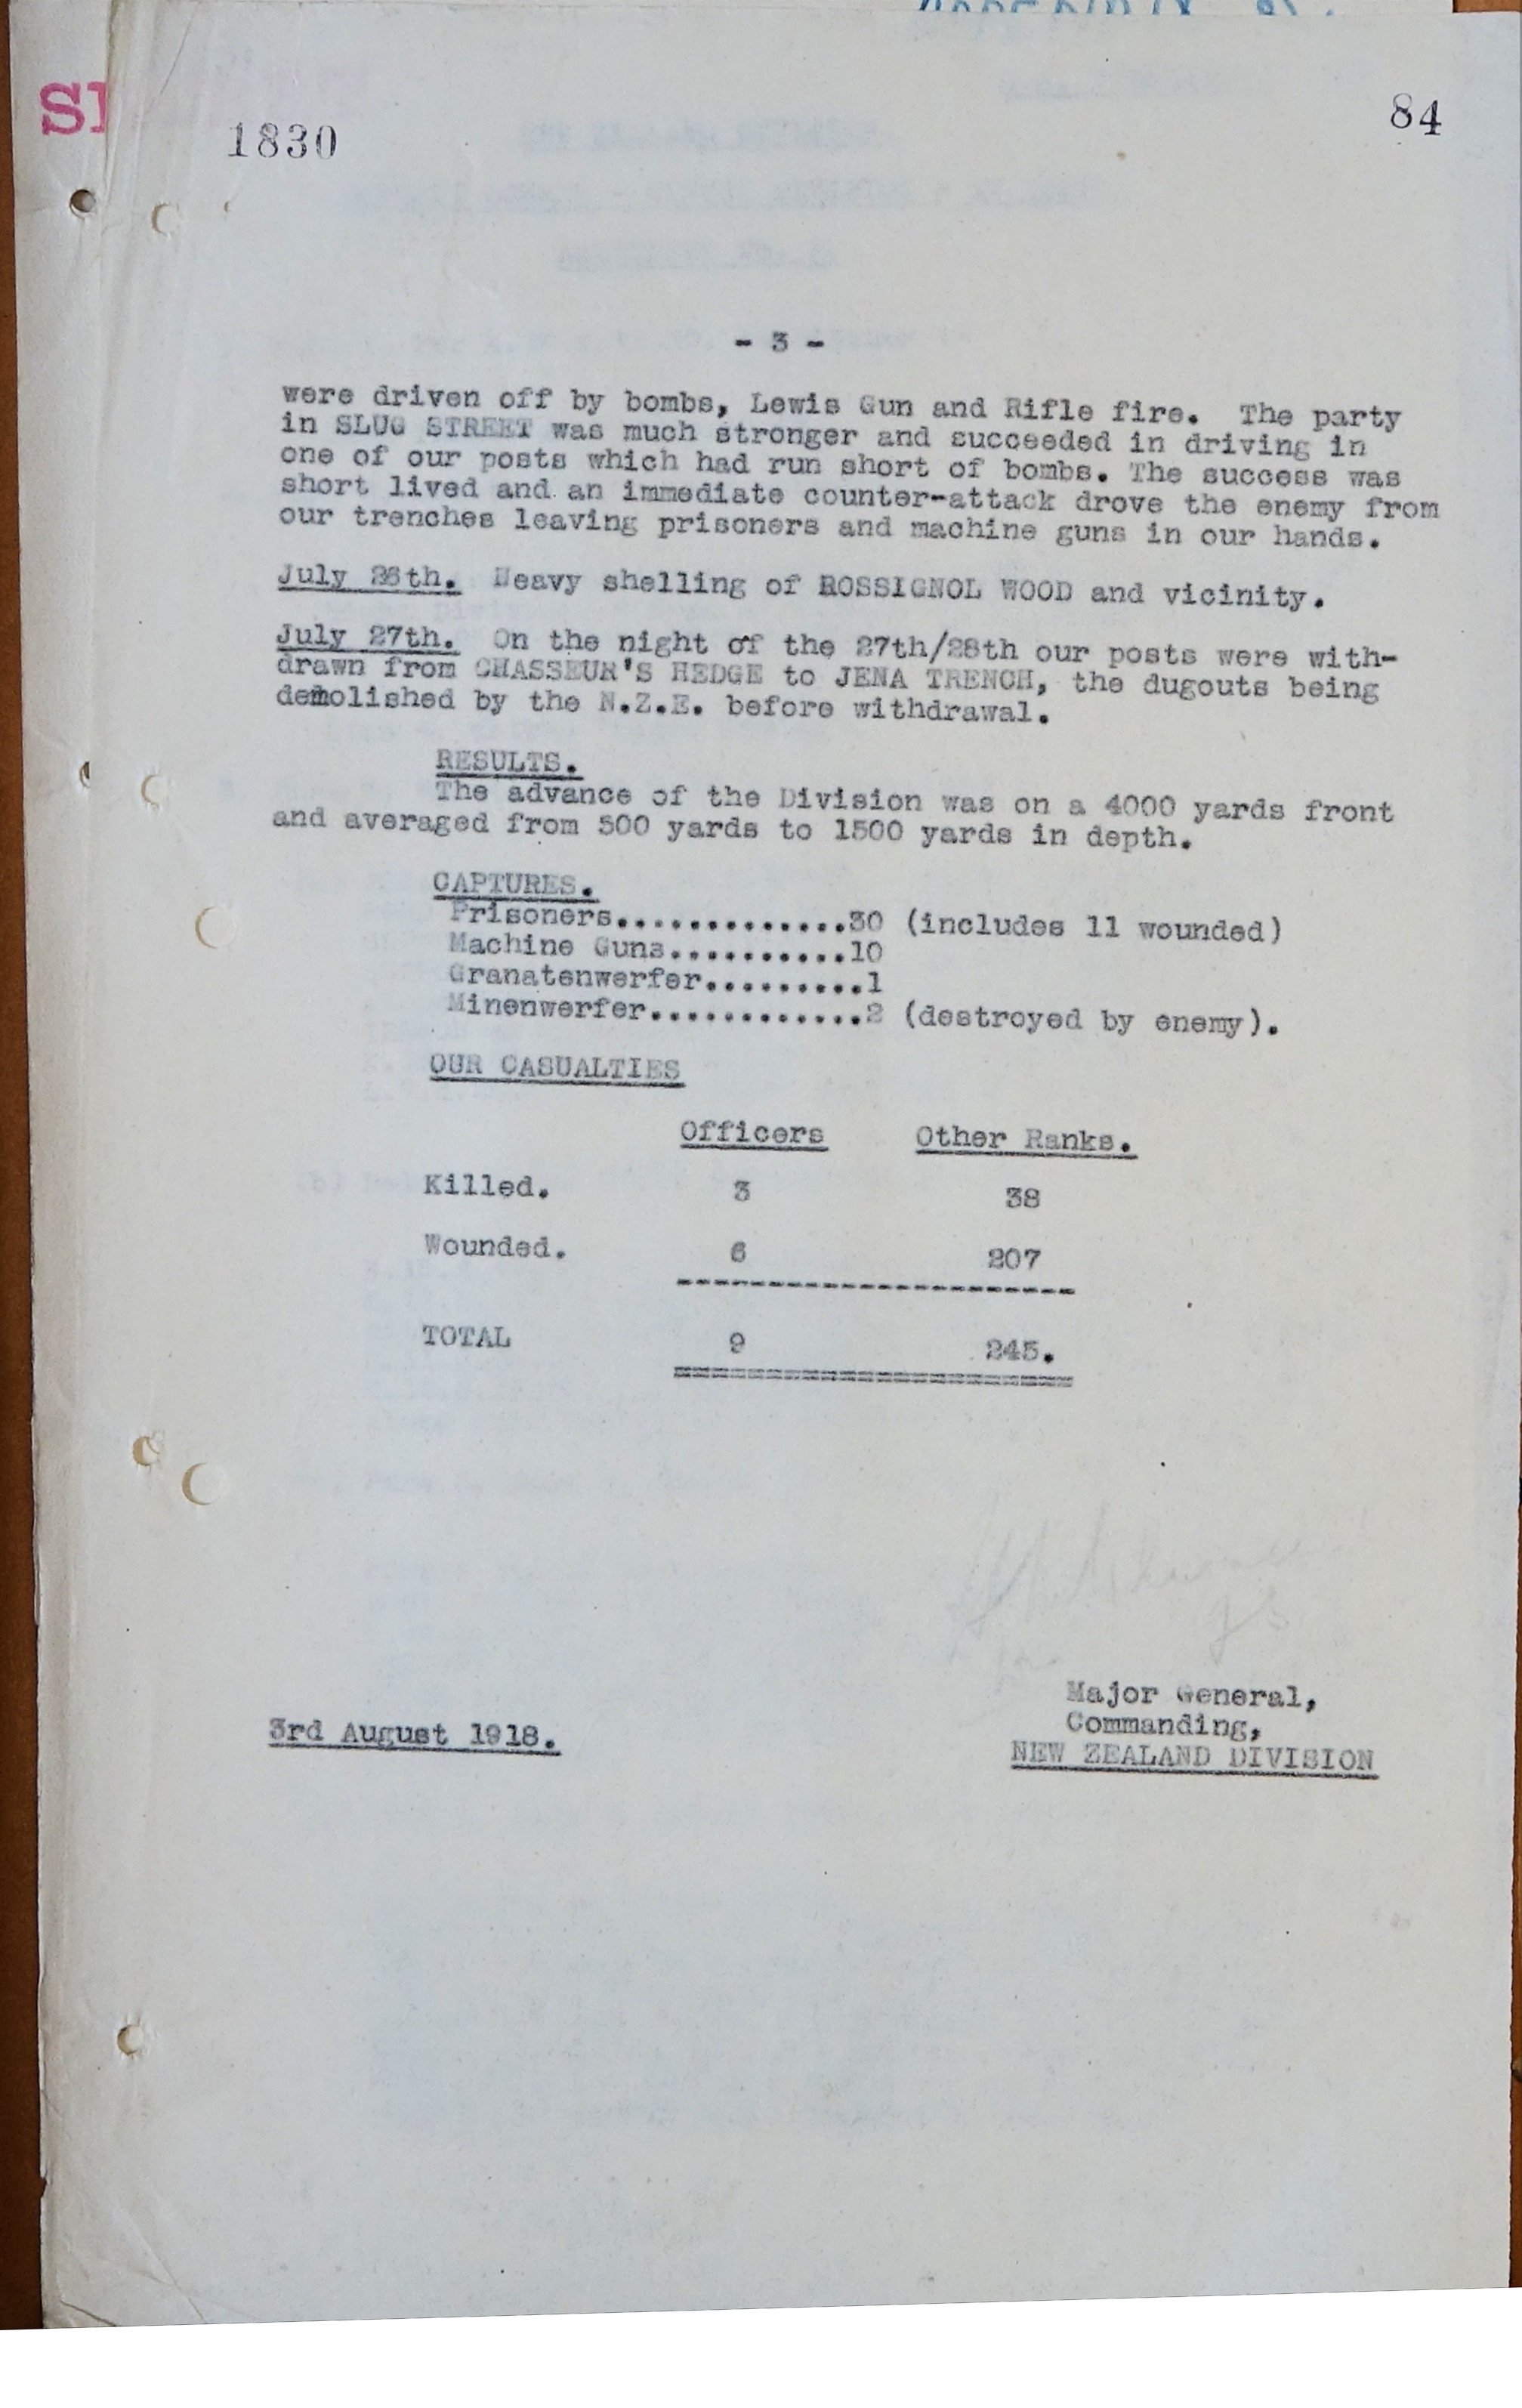 1830
84
- 3 -
were driven off by bombs, Lewis Gun and Rifle fire. The party
in SLUG STREET was much stronger and succeeded in driving in
one of our posts which had run short of bombs. The success was
short lived and an immediate counter-attack drove the enemy from
our trenches leaving prisoners and machine guns in our hands.
July 26th. Heavy shelling of ROSSIGNOL WOOD and vicinity.
July 27th. On the night of the 27th/28th our posts were with-
drawn from CHASSEUR'S HEDGE to JENA TRENCH, the dugouts being
demolished by the N.Z.E. before withdrawal.
RESULTS.
The advance of the Division was on a 4000 yards front
and averaged from 500 yards to 1500 yards in depth.
CAPTURES.
Prisoners.............30 (includes 11 wounded)
Machine Guns..........10
Granatenwerfer.........1
Minenwerfer............2 (destroyed by enemy).
OUR CASUALTIES
Officers Other Ranks.
Killed. 3 38
Wounded. 6 207
TOTAL 9 245.
Major General,
Commanding,
3rd August 1918.
NEW ZEALAND DIVISION